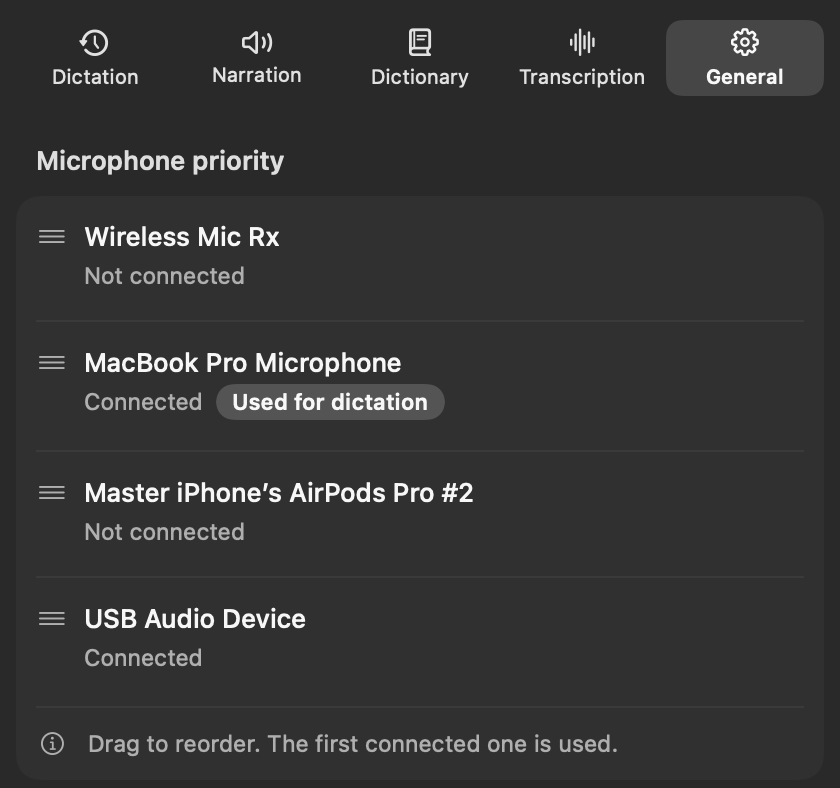 Dictation
Narration
Dictionary
Transcription
General
Microphone priority
Wireless Mic Rx
Not connected
MacBook Pro Microphone
Connected Used for dictation
Master iPhone’s AirPods Pro #2
Not connected
USB Audio Device
Connected
Drag to reorder. The first connected one is used.